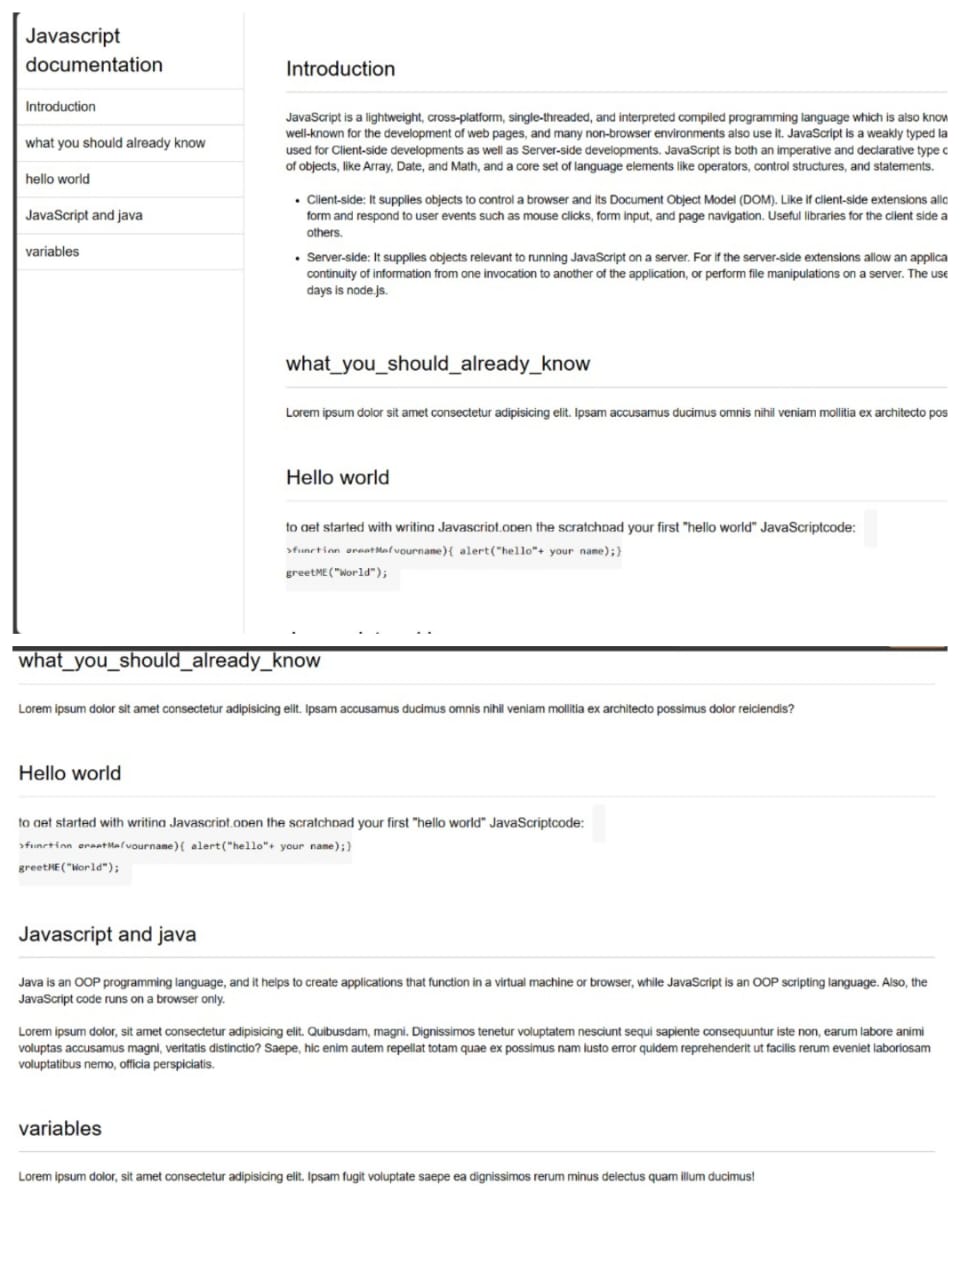 Javascript
documentation
Introduction
what you should already know
hello world
JavaScript and java
variables
Introduction
JavaScript is a lightweight, cross-platform, single-threaded, and interpreted compiled programming language which is also know
well-known for the development of web pages, and many non-browser environments also use it. JavaScript is a weakly typed la
used for Client-side developments as well as Server-side developments. JavaScript is both an imperative and declarative type o
of objects, like Array, Date, and Math, and a core set of language elements like operators, control structures, and statements.
• Client-side: It supplies objects to control a browser and its Document Object Model (DOM). Like if client-side extensions allo
form and respond to user events such as mouse clicks, form input, and page navigation. Useful libraries for the client side a
others.
• Server-side: It supplies objects relevant to running JavaScript on a server. For if the server-side extensions allow an applica
continuity of information from one invocation to another of the application, or perform file manipulations on a server. The use
days is node.js.
what_you_should_already_know
Lorem ipsum dolor sit amet consectetur adipisicing elit. Ipsam accusamus ducimus omnis nihil veniam mollitia ex architecto pos
Hello world
to get started with writing Javascript,open the scratchpad your first "hello world" JavaScriptcode:
>function greetMe(yourname){ alert("hello"+ your name);}
greetME("World");
what_you_should_already_know
Lorem ipsum dolor sit amet consectetur adipisicing elit. Ipsam accusamus ducimus omnis nihil veniam mollitia ex architecto possimus dolor reiciendis?
Hello world
to get started with writing Javascript,open the scratchpad your first "hello world" JavaScriptcode:
>function greetMe(yourname){ alert("hello"+ your name);}
greetME("World");
Javascript and java
Java is an OOP programming language, and it helps to create applications that function in a virtual machine or browser, while JavaScript is an OOP scripting language. Also, the
JavaScript code runs on a browser only.
Lorem ipsum dolor, sit amet consectetur adipisicing elit. Quibusdam, magni. Dignissimos tenetur voluptatem nesciunt sequi sapiente consequuntur iste non, earum labore animi
voluptas accusamus magni, veritatis distinctio? Saepe, hic enim autem repellat totam quae ex possimus nam iusto error quidem reprehenderit ut facilis rerum eveniet laboriosam
voluptatibus nemo, officia perspiciatis.
variables
Lorem ipsum dolor, sit amet consectetur adipisicing elit. Ipsam fugit voluptate saepe ea dignissimos rerum minus delectus quam illum ducimus!